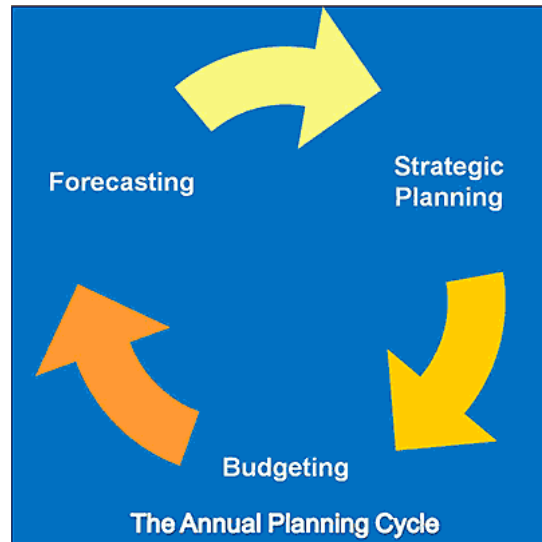 Forecasting
Strategic
Planning
Budgeting
The Annual Planning Cycle